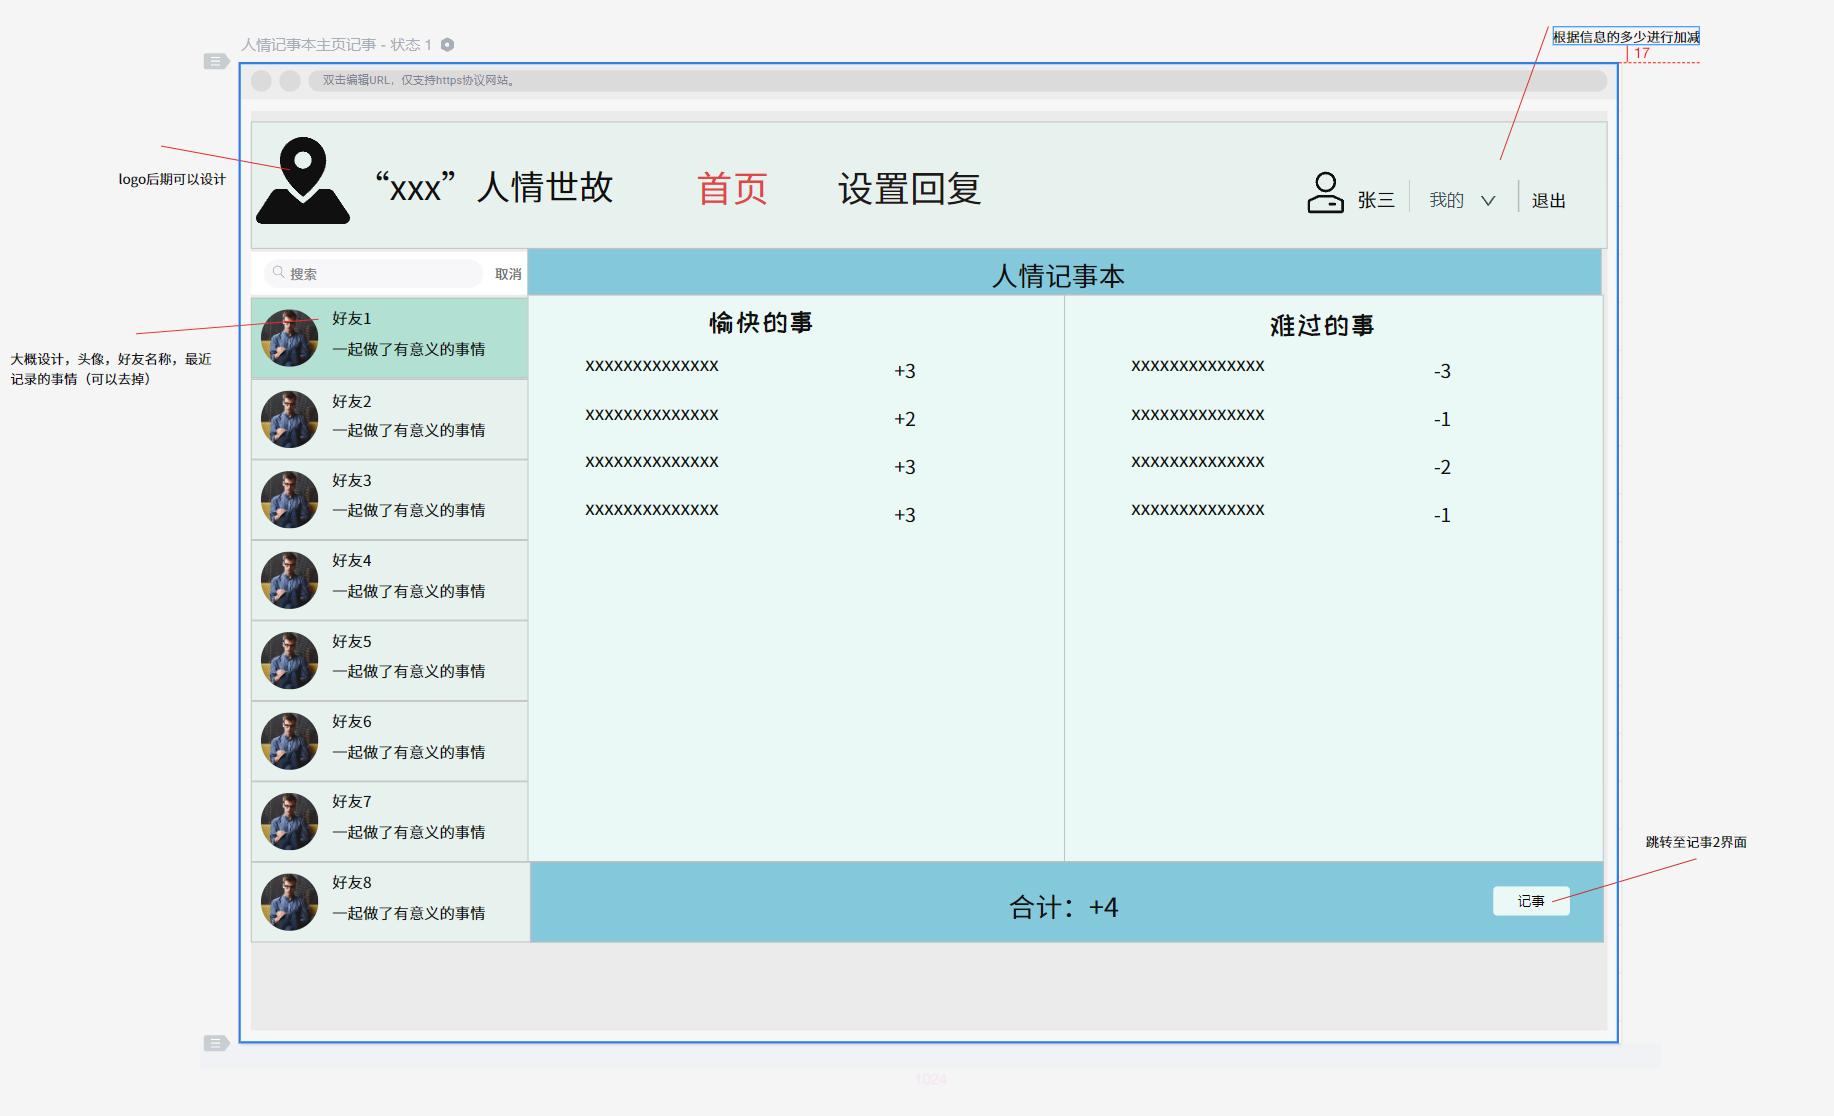 根据信息的多少进行加减
17
人情记事本主页记事 - 状态 1
双击编辑URL，仅支持https协议网站。
logo后期可以设计
“xxx”人情世故
首页
设置回复
张三
我的
退出
搜索
取消
人情记事本
大概设计，头像，好友名称，最近
记录的事情（可以去掉）
好友1
一起做了有意义的事情
好友2
一起做了有意义的事情
好友3
一起做了有意义的事情
好友4
一起做了有意义的事情
好友5
一起做了有意义的事情
好友6
一起做了有意义的事情
好友7
一起做了有意义的事情
好友8
一起做了有意义的事情
愉快的事
xxxxxxxxxxxxxx +3
xxxxxxxxxxxxxx +2
xxxxxxxxxxxxxx +3
xxxxxxxxxxxxxx +3
难过的事
xxxxxxxxxxxxxx -3
xxxxxxxxxxxxxx -1
xxxxxxxxxxxxxx -2
xxxxxxxxxxxxxx -1
跳转至记事2界面
合计：+4
记事
1024